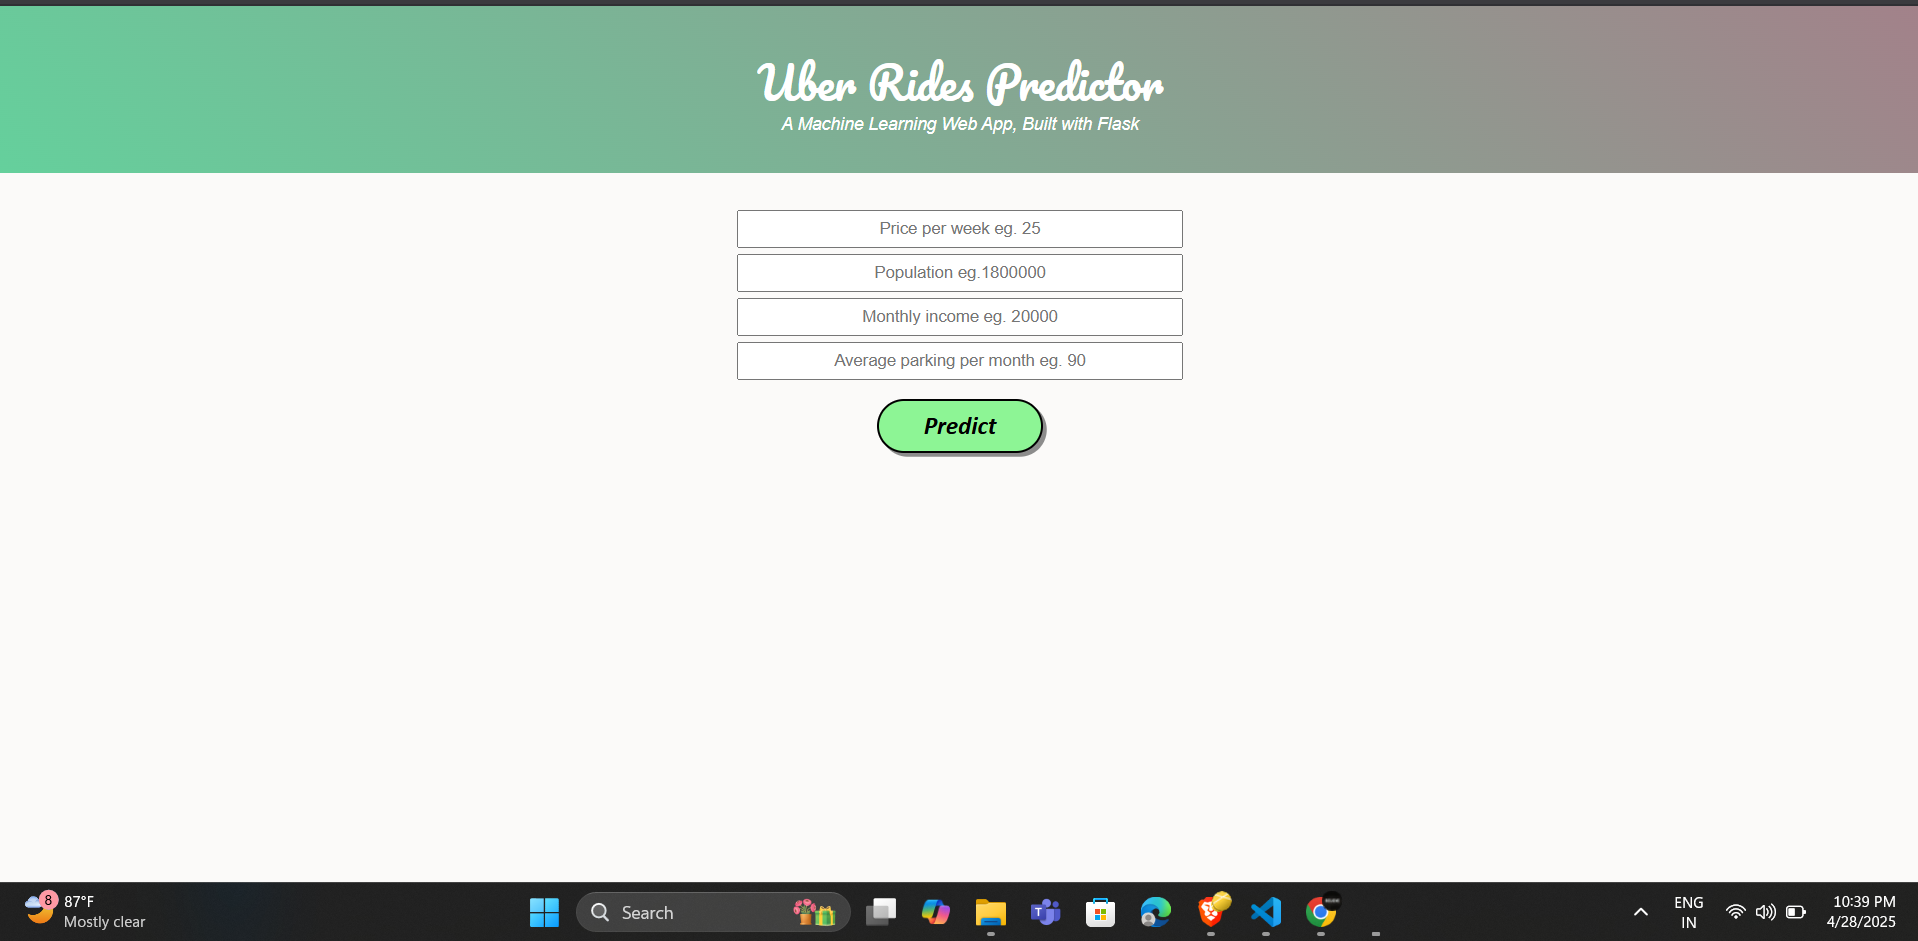 Uber Rides Predictor
A Machine Learning Web App, Built with Flask
Price per week eg. 25
Population eg.1800000
Monthly income eg. 20000
Average parking per month eg. 90
Predict
8
87°F
Mostly clear
Search
ENG
IN
10:39 PM
4/28/2025